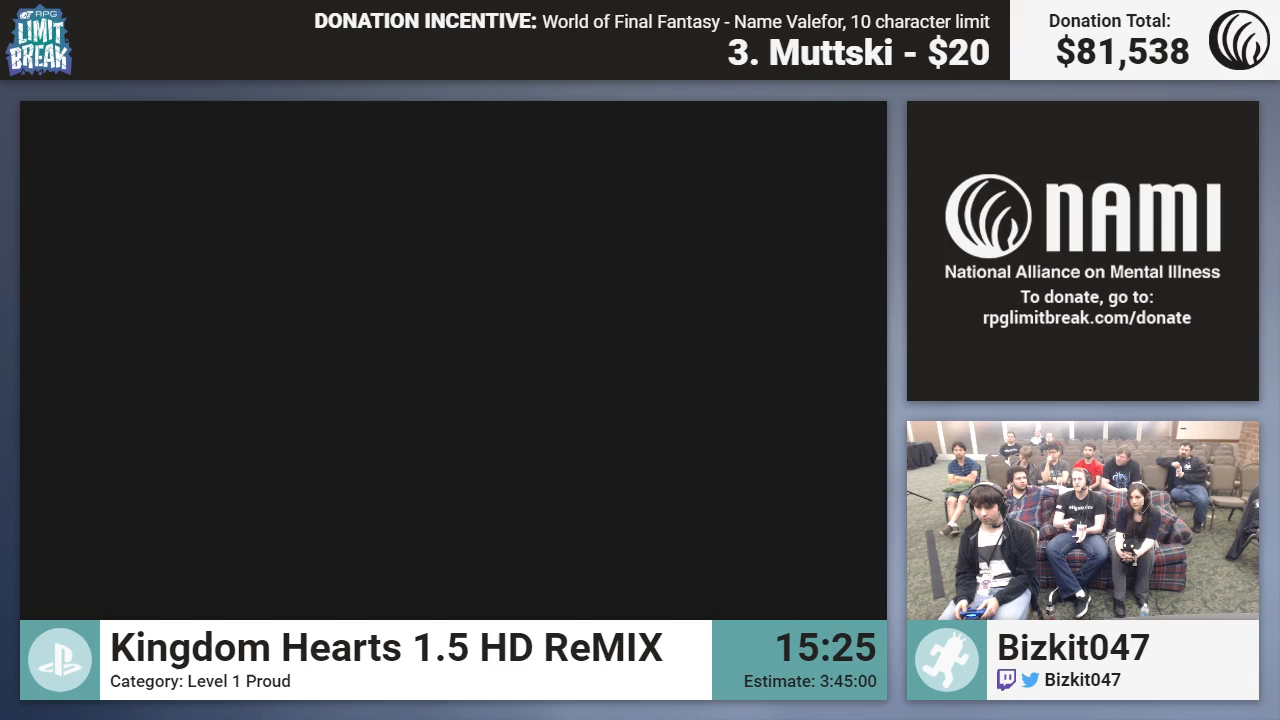 RPG
LIMIT
BREAK
DONATION INCENTIVE: World of Final Fantasy - Name Valefor, 10 character limit
3. Muttski - $20
Donation Total:
$81,538
NAMI
National Alliance on Mental Illness
To donate, go to:
rpglimitbreak.com/donate
Kingdom Hearts 1.5 HD ReMIX
Category: Level 1 Proud
15:25
Estimate: 3:45:00
Bizkit047
Bizkit047